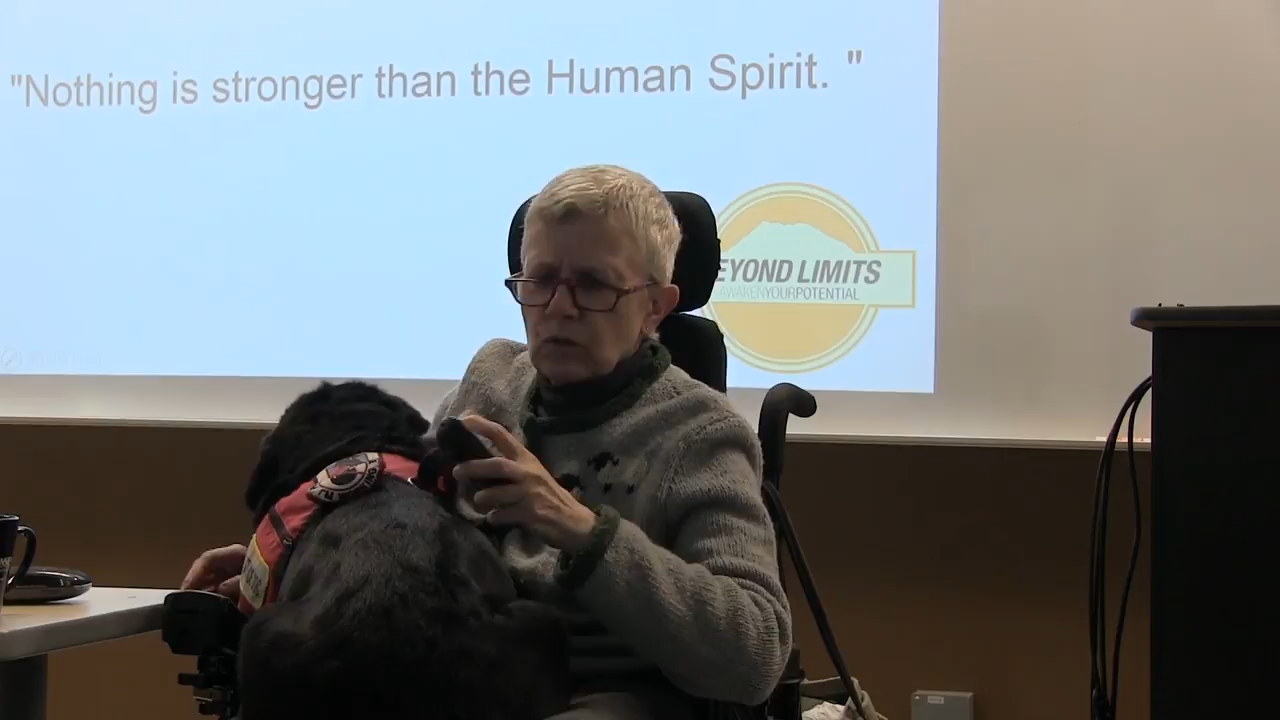 "Nothing is stronger than the Human Spirit. "
EYOND LIMITS
AWAKENYOURPOTENTIAL